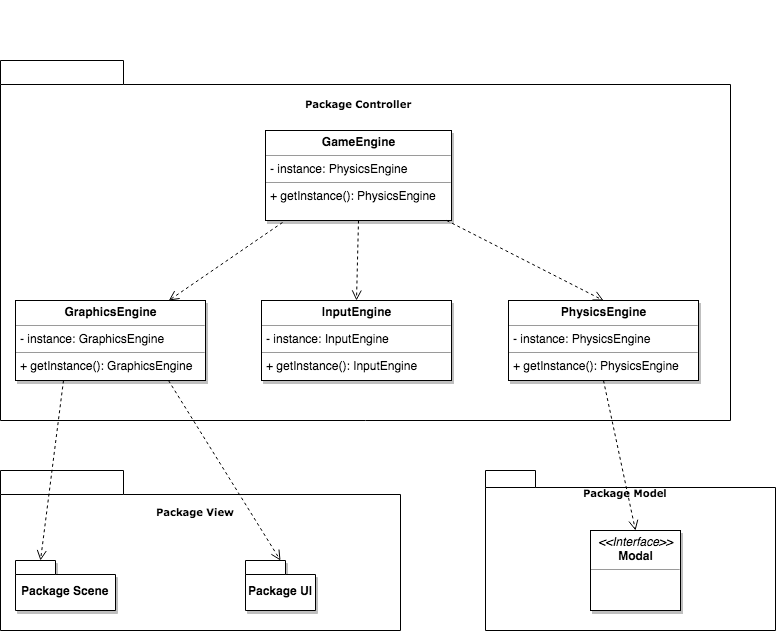 Package Controller
GameEngine
- instance: PhysicsEngine
+ getInstance(): PhysicsEngine
GraphicsEngine
- instance: GraphicsEngine
+ getInstance(): GraphicsEngine
InputEngine
- instance: InputEngine
+ getInstance(): InputEngine
PhysicsEngine
- instance: PhysicsEngine
+ getInstance(): PhysicsEngine
Package View
Package Scene
Package UI
Package Model
<<Interface>>
Modal